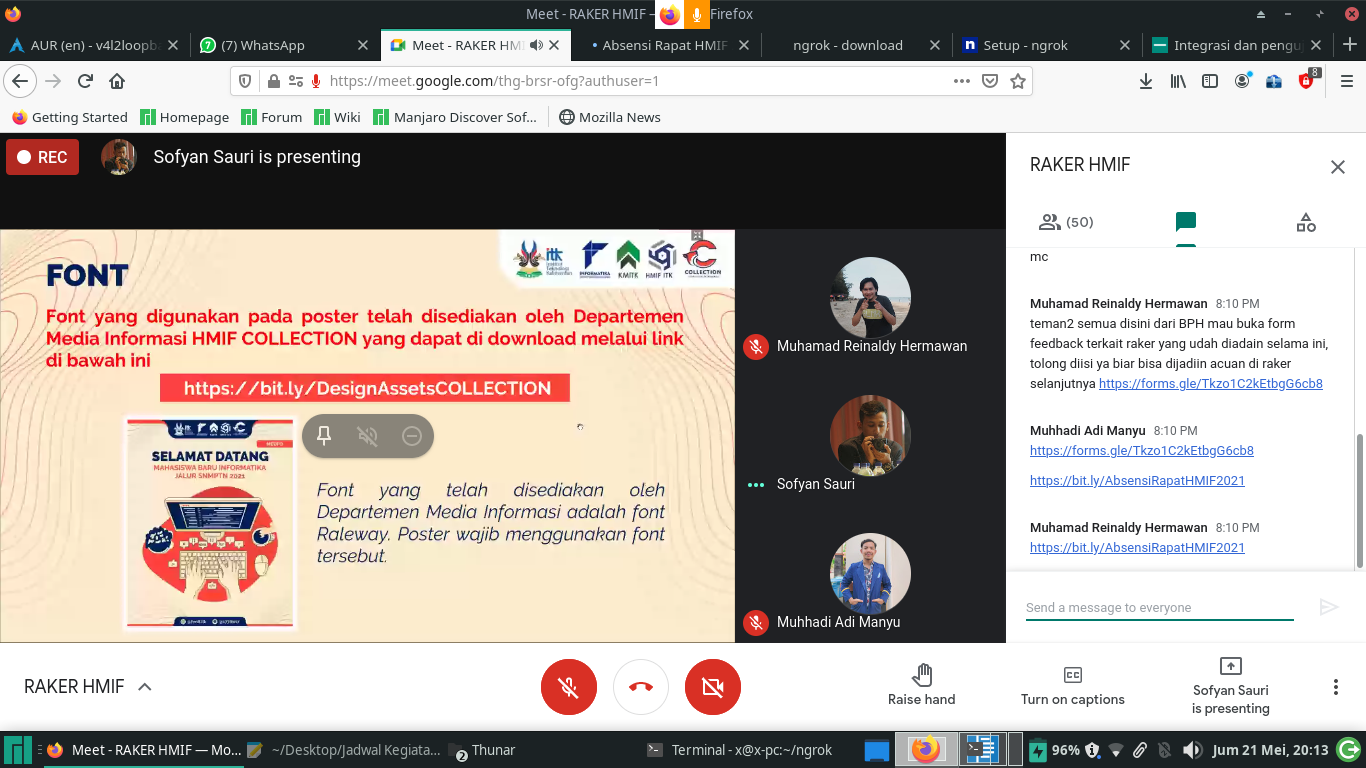 Meet - RAKER HMIF —
Firefox
AUR (en) - v4l2loopb
(7) WhatsApp
Meet - RAKER HMI
Absensi Rapat HMIF
ngrok - download
n
Setup - ngrok
Integrasi dan pengu
https://meet.google.com/thg-brsr-ofg?authuser=1
8
Getting Started
Homepage
Forum
Wiki
Manjaro Discover Sof...
Mozilla News
REC
Sofyan Sauri is presenting
RAKER HMIF
(50)
itk
INFORMATIKA
KMITK
HMIF ITK
COLLECTION
FONT
Font yang digunakan pada poster telah disediakan oleh Departemen
Media Informasi HMIF COLLECTION yang dapat di download melalui link
di bawah ini
https://bit.ly/DesignAssetsCOLLECTION
SELAMAT DATANG
MAHASISWA BARU INFORMATIKA
JALUR SNMPTN 2021
Font yang telah disediakan oleh
Departemen Media Informasi adalah font
Raleway. Poster wajib menggunakan font
tersebut.
Muhamad Reinaldy Hermawan
Sofyan Sauri
Muhhadi Adi Manyu
mc
Muhamad Reinaldy Hermawan 8:10 PM
teman2 semua disini dari BPH mau buka form
feedback terkait raker yang udah diadain selama ini,
tolong diisi ya biar bisa dijadiin acuan di raker
selanjutnya https://forms.gle/Tkzo1C2kEtbgG6cb8
Muhhadi Adi Manyu 8:10 PM
https://forms.gle/Tkzo1C2kEtbgG6cb8
https://bit.ly/AbsensiRapatHMIF2021
Muhamad Reinaldy Hermawan 8:10 PM
https://bit.ly/AbsensiRapatHMIF2021
Send a message to everyone
RAKER HMIF
Raise hand
CC
Turn on captions
Sofyan Sauri
is presenting
Meet - RAKER HMIF — Mo...
~/Desktop/Jadwal Kegiata...
2
Thunar
Terminal - x@x-pc:~/ngrok
96%
Jum 21 Mei, 20:13